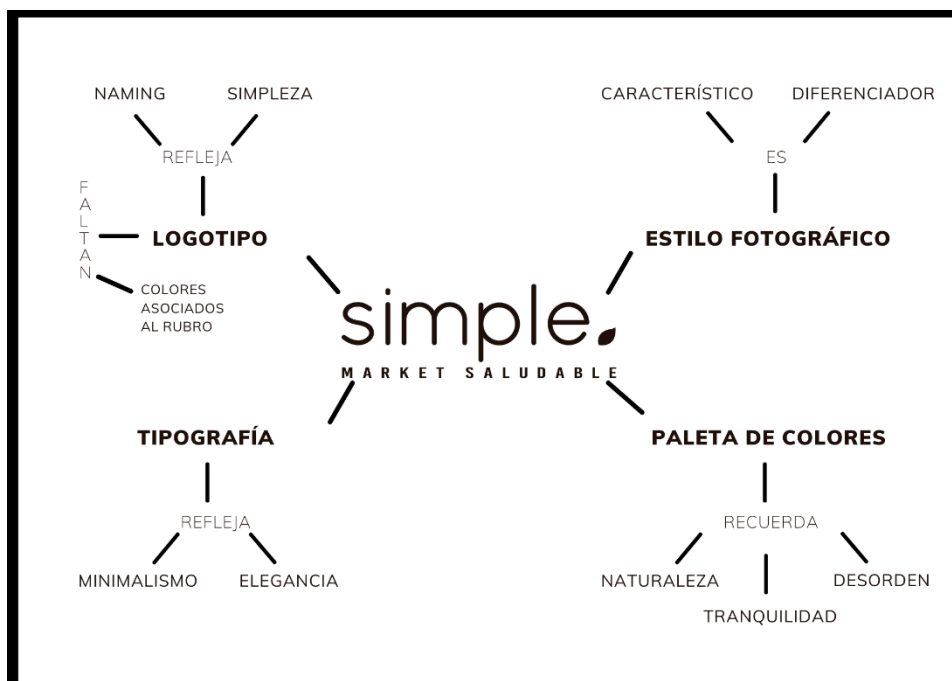 NAMING
SIMPLEZA
REFLEJA
FALTAN
LOGOTIPO
COLORES
ASOCIADOS
AL RUBRO
CARACTERÍSTICO
DIFERENCIADOR
ES
ESTILO FOTOGRÁFICO
simple.
MARKET SALUDABLE
TIPOGRAFÍA
REFLEJA
MINIMALISMO
ELEGANCIA
PALETA DE COLORES
RECUERDA
NATURALEZA
DESORDEN
TRANQUILIDAD